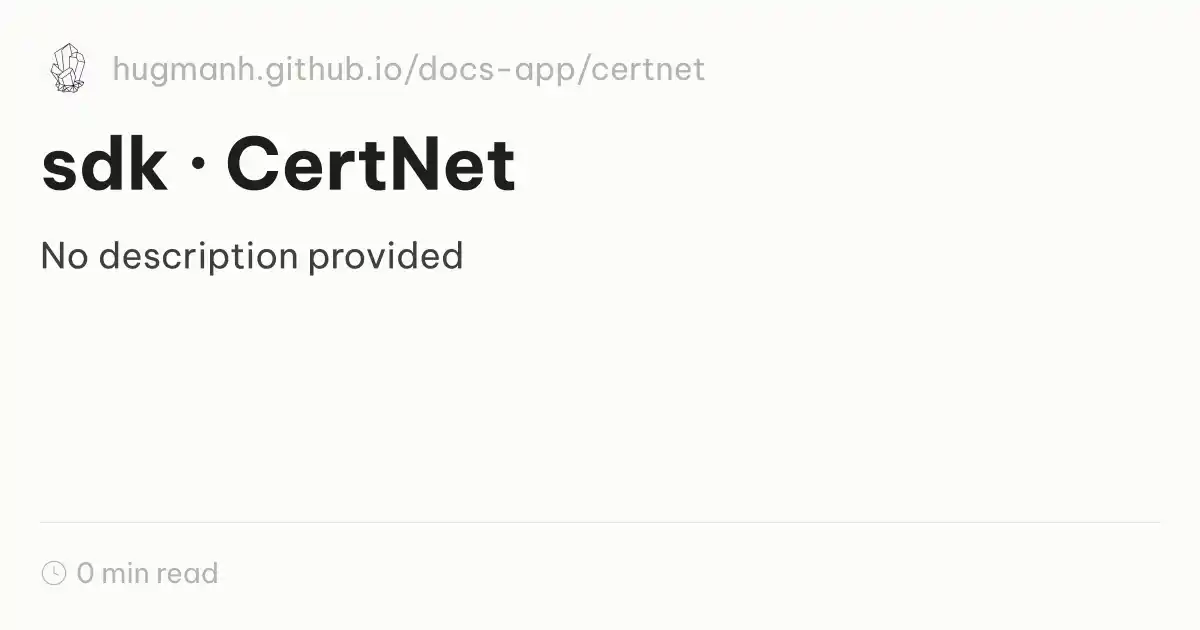 hugmanh.github.io/docs-app/certnet
sdk · CertNet
No description provided
0 min read